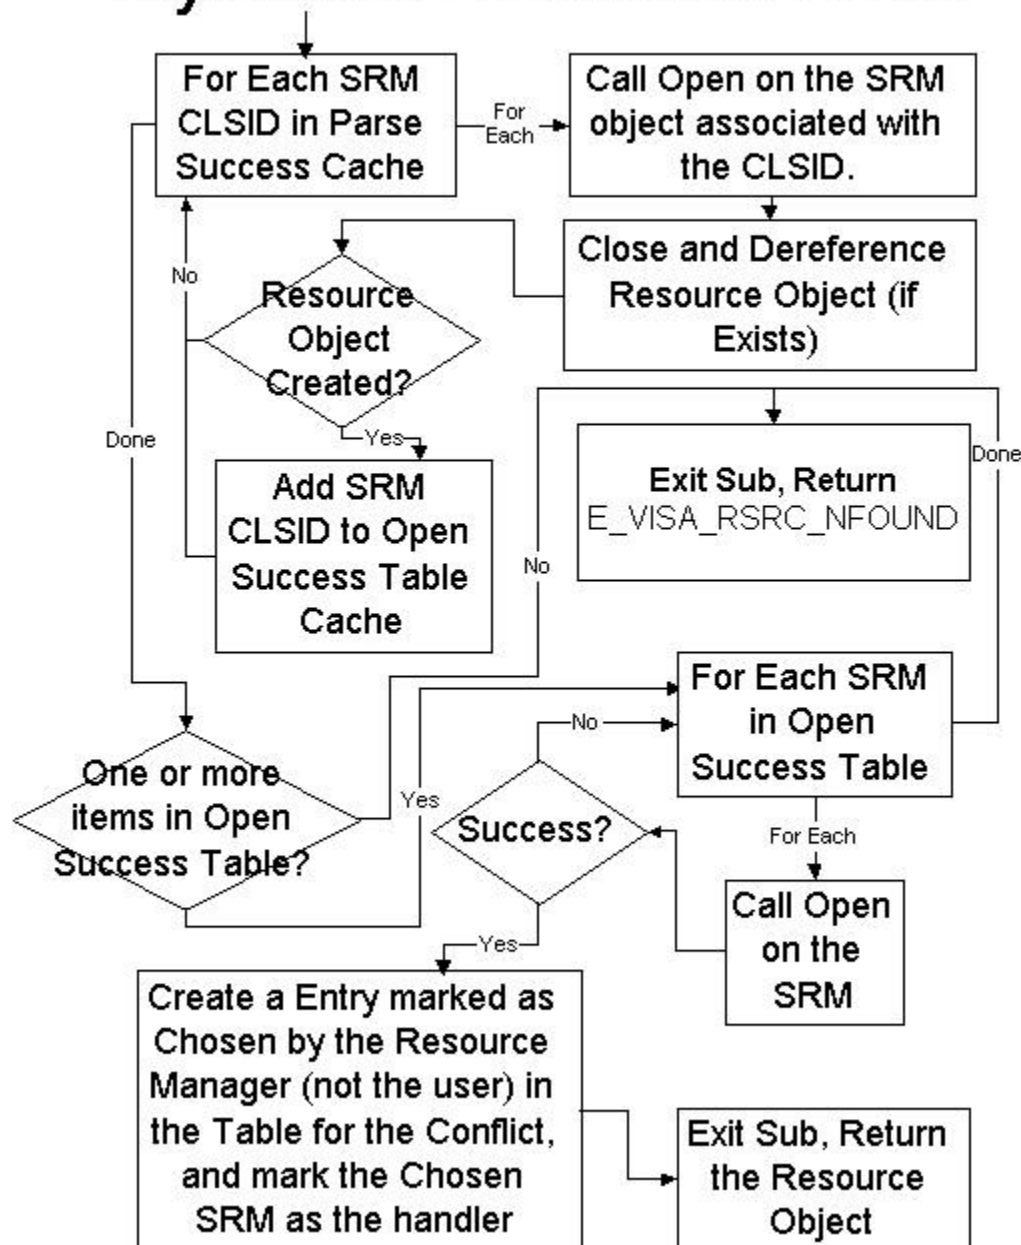 For Each SRM
CLSID in Parse
Success Cache
For
Each
Call Open on the SRM
object associated with
the CLSID.
Close and Dereference
Resource Object (if
Exists)
No
Resource
Object
Created?
Done
Yes
Add SRM
CLSID to Open
Success Table
Cache
Exit Sub, Return
E_VISA_RSRC_NFOUND
Done
No
For Each SRM
in Open
Success Table
No
One or more
items in Open
Success Table?
Yes
Success?
For Each
Call Open
on the
SRM
Yes
Create a Entry marked as
Chosen by the Resource
Manager (not the user) in
the Table for the Conflict,
and mark the Chosen
SRM as the handler
Exit Sub, Return
the Resource
Object